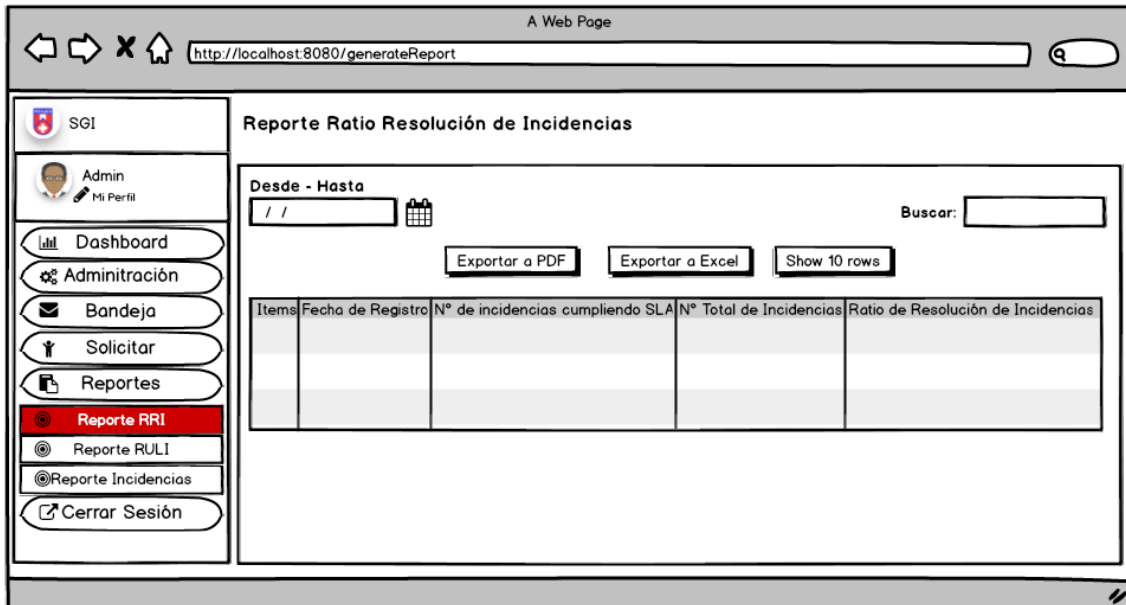 A Web Page
http://localhost:8080/generateReport
SGI
Admin
Mi Perfil
Dashboard
Adminitración
Bandeja
Solicitar
Reportes
Reporte RRI
Reporte RULI
Reporte Incidencias
Cerrar Sesión
Reporte Ratio Resolución de Incidencias
Desde - Hasta
/ /
Buscar:
Exportar a PDF Exportar a Excel Show 10 rows
Items Fecha de Registro N° de incidencias cumpliendo SLA N° Total de Incidencias Ratio de Resolución de Incidencias